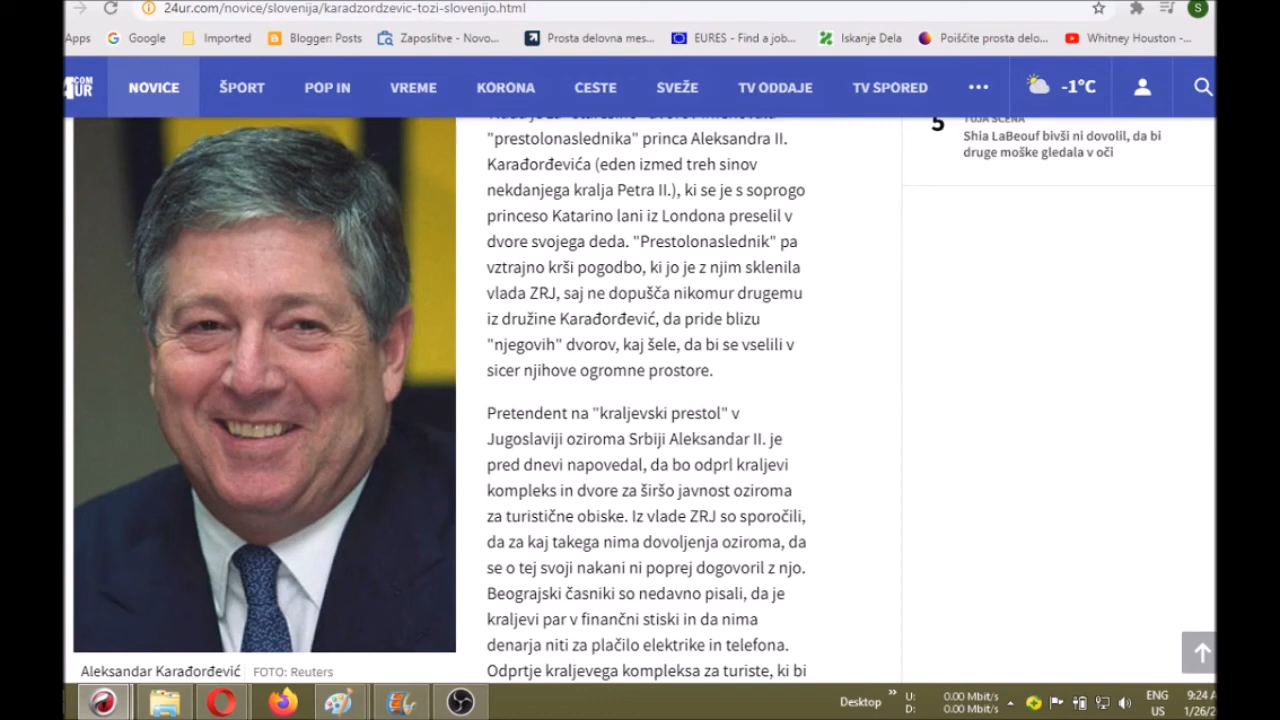 24ur.com/novice/slovenija/karadzordzevic-tozi-slovenijo.html
S
Apps Google Imported Blogger: Posts Zaposlitve - Novo... Prosta delovna mes... EURES - Find a job... Iskanje Dela Poiščite prosta delo... Whitney Houston -...
COM
UR NOVICE ŠPORT POP IN VREME KORONA CESTE SVEŽE TV ODDAJE TV SPORED ••• -1°C
"prestolonaslednika" princa Aleksandra II.
Karađorđevića (eden izmed treh sinov
nekdanjega kralja Petra II.), ki se je s soprogo
princeso Katarino lani iz Londona preselil v
dvore svojega deda. "Prestolonaslednik" pa
vztrajno krši pogodbo, ki jo je z njim sklenila
vlada ZRJ, saj ne dopušča nikomur drugemu
iz družine Karađorđević, da pride blizu
"njegovih" dvorov, kaj šele, da bi se vselili v
sicer njihove ogromne prostore.
Pretendent na "kraljevski prestol" v
Jugoslaviji oziroma Srbiji Aleksandar II. je
pred dnevi napovedal, da bo odprl kraljevi
kompleks in dvore za širšo javnost oziroma
za turistične obiske. Iz vlade ZRJ so sporočili,
da za kaj takega nima dovoljenja oziroma, da
se o tej svoji nakani ni poprej dogovoril z njo.
Beograjski časniki so nedavno pisali, da je
kraljevi par v finančni stiski in da nima
denarja niti za plačilo elektrike in telefona.
Odprtje kraljevega kompleksa za turiste, ki bi
5
TUJA SCENA
Shia LaBeouf bivši ni dovolil, da bi
druge moške gledala v oči
Aleksandar Karađorđević FOTO: Reuters
Desktop »
U: 0.00 Mbit/s
D: 0.00 Mbit/s
ENG
US
9:24
1/26/2